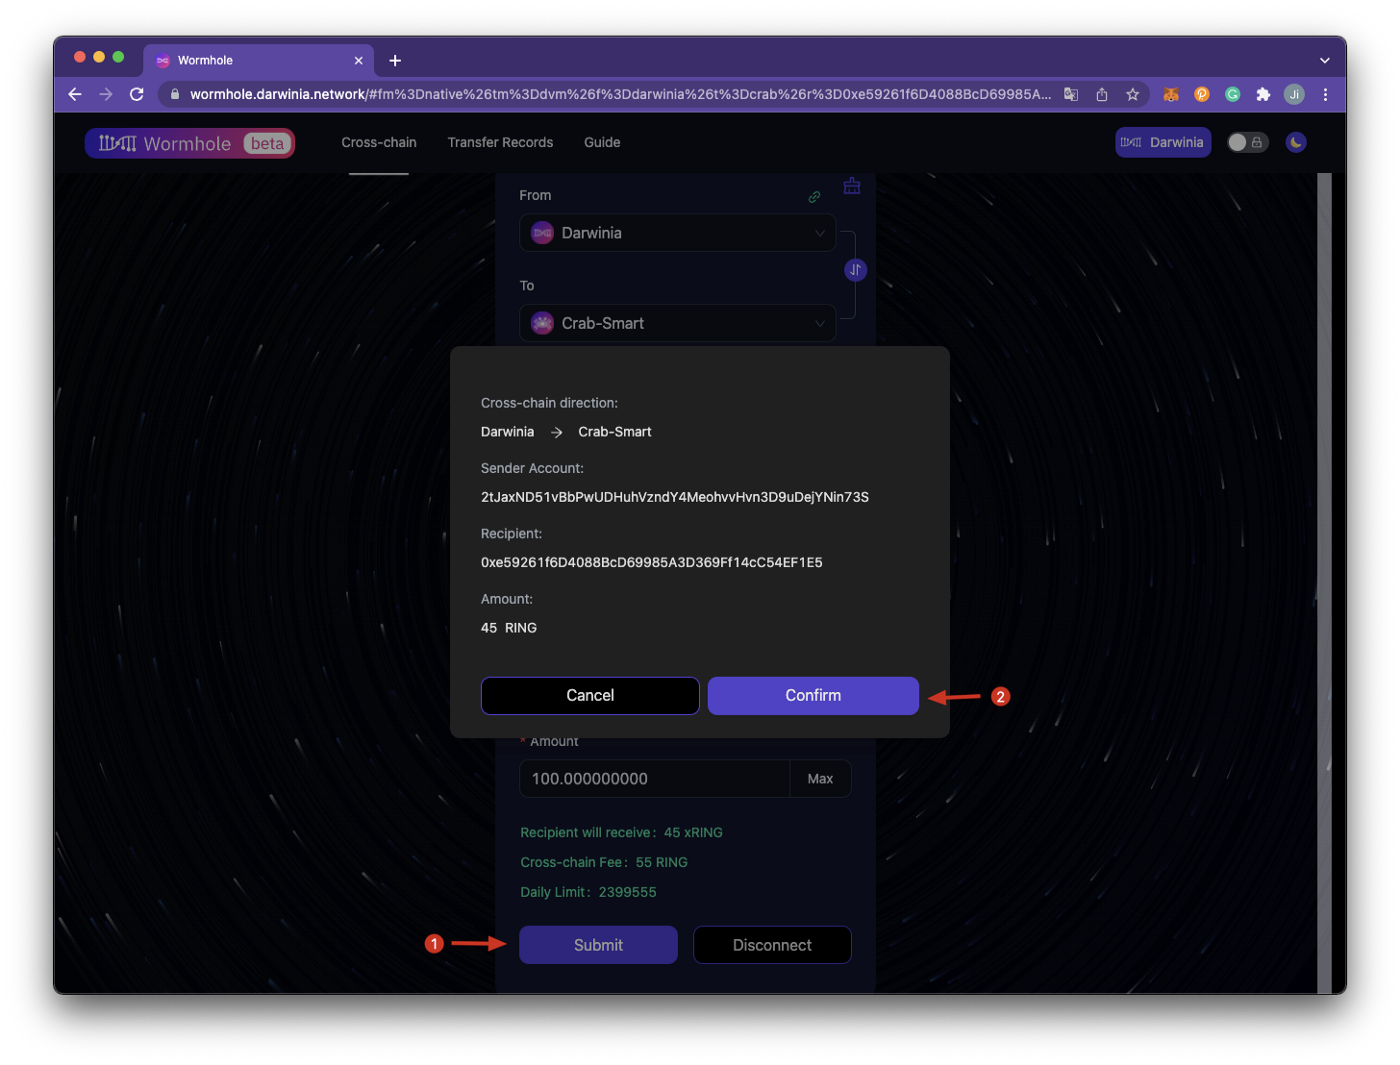 Wormhole
wormhole.darwinia.network/#fm%3Dnative%26tm%3Ddvm%26f%3Ddarwinia%26t%3Dcrab%26r%3D0xe59261f6D4088BcD69985A...
Ji
Wormhole beta
Cross-chain
Transfer Records
Guide
Darwinia
From
Darwinia
To
Crab-Smart
Cross-chain direction:
Darwinia → Crab-Smart
Sender Account:
2tJaxND51vBbPwUDHuhVzndY4MeohvvHvn3D9uDejYNin73S
Recipient:
0xe59261f6D4088BcD69985A3D369Ff14cC54EF1E5
Amount:
45 RING
Cancel
Confirm
2
* Amount
100.000000000
Max
Recipient will receive: 45 xRING
Cross-chain Fee: 55 RING
Daily Limit: 2399555
1
Submit
Disconnect